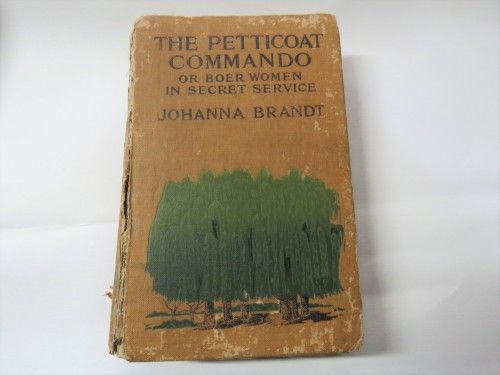 THE PETTICOAT
COMMANDO
OR BOER WOMEN
IN SECRET SERVICE
JOHANNA BRANDT